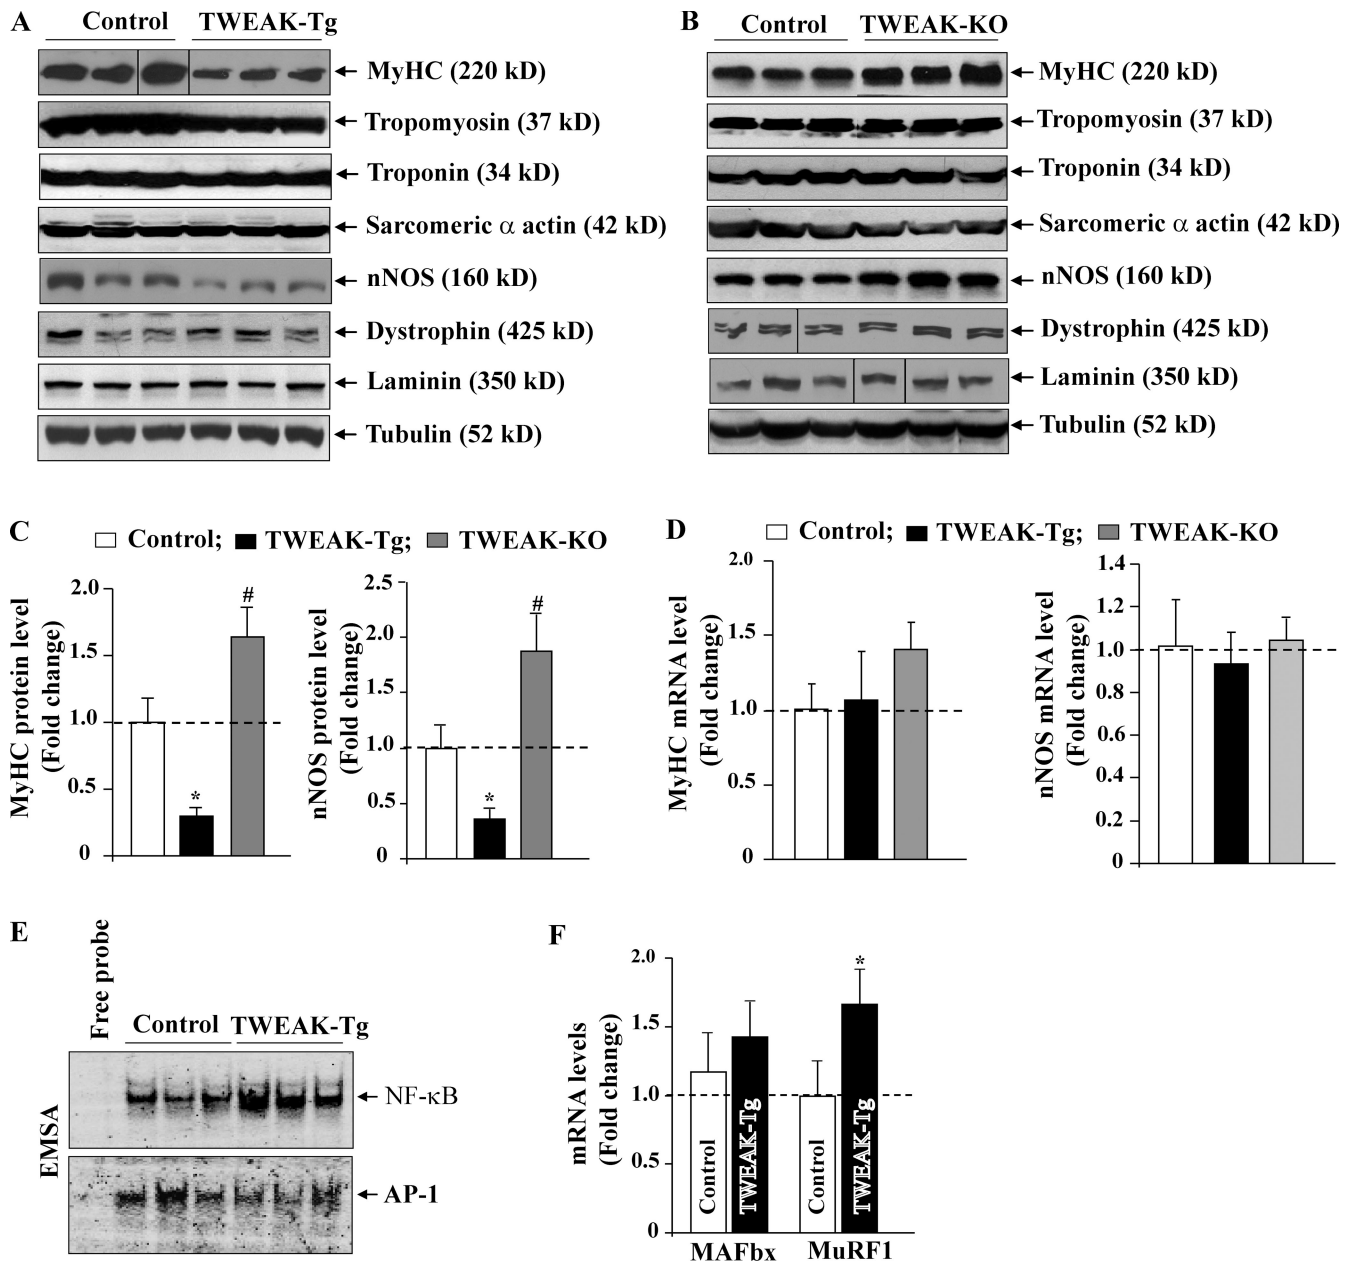 A
Control TWEAK-Tg
MyHC (220 kD)
Tropomyosin (37 kD)
Troponin (34 kD)
Sarcomeric α actin (42 kD)
nNOS (160 kD)
Dystrophin (425 kD)
Laminin (350 kD)
Tubulin (52 kD)
B
Control TWEAK-KO
MyHC (220 kD)
Tropomyosin (37 kD)
Troponin (34 kD)
Sarcomeric α actin (42 kD)
nNOS (160 kD)
Dystrophin (425 kD)
Laminin (350 kD)
Tubulin (52 kD)
C
Control; TWEAK-Tg; TWEAK-KO
MyHC protein level
(Fold change)
2.0
1.5
1.0
0.5
0
*
#
nNOS protein level
(Fold change)
2.5
2.0
1.5
1.0
0.5
0
*
#
D
Control; TWEAK-Tg; TWEAK-KO
MyHC mRNA level
(Fold change)
2.0
1.5
1.0
0.5
0
nNOS mRNA level
(Fold change)
1.4
1.2
1.0
0.8
0.6
0.4
0.2
0
E
Free probe
Control TWEAK-Tg
EMSA
NF-κB
AP-1
F
mRNA levels
(Fold change)
2.0
1.5
1.0
0.5
0
*
Control
TWEAK-Tg
Control
TWEAK-Tg
MAFbx MuRF1